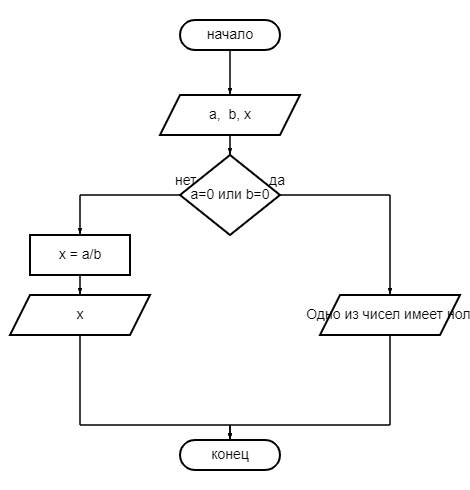 начало
a,  b, x
нет
да
a=0 или b=0
x = a/b
x
Одно из чисел имеет нол
конец